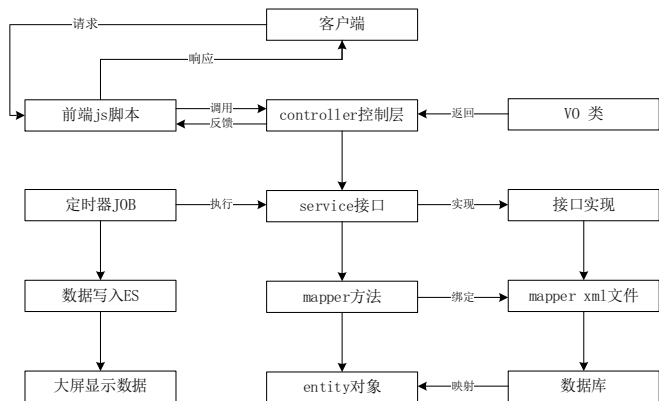 请求
客户端
响应
前端js脚本
调用
反馈
controller控制层
返回
VO 类
定时器JOB
执行
service接口
实现
接口实现
数据写入ES
mapper方法
绑定
mapper xml文件
大屏显示数据
entity对象
映射
数据库